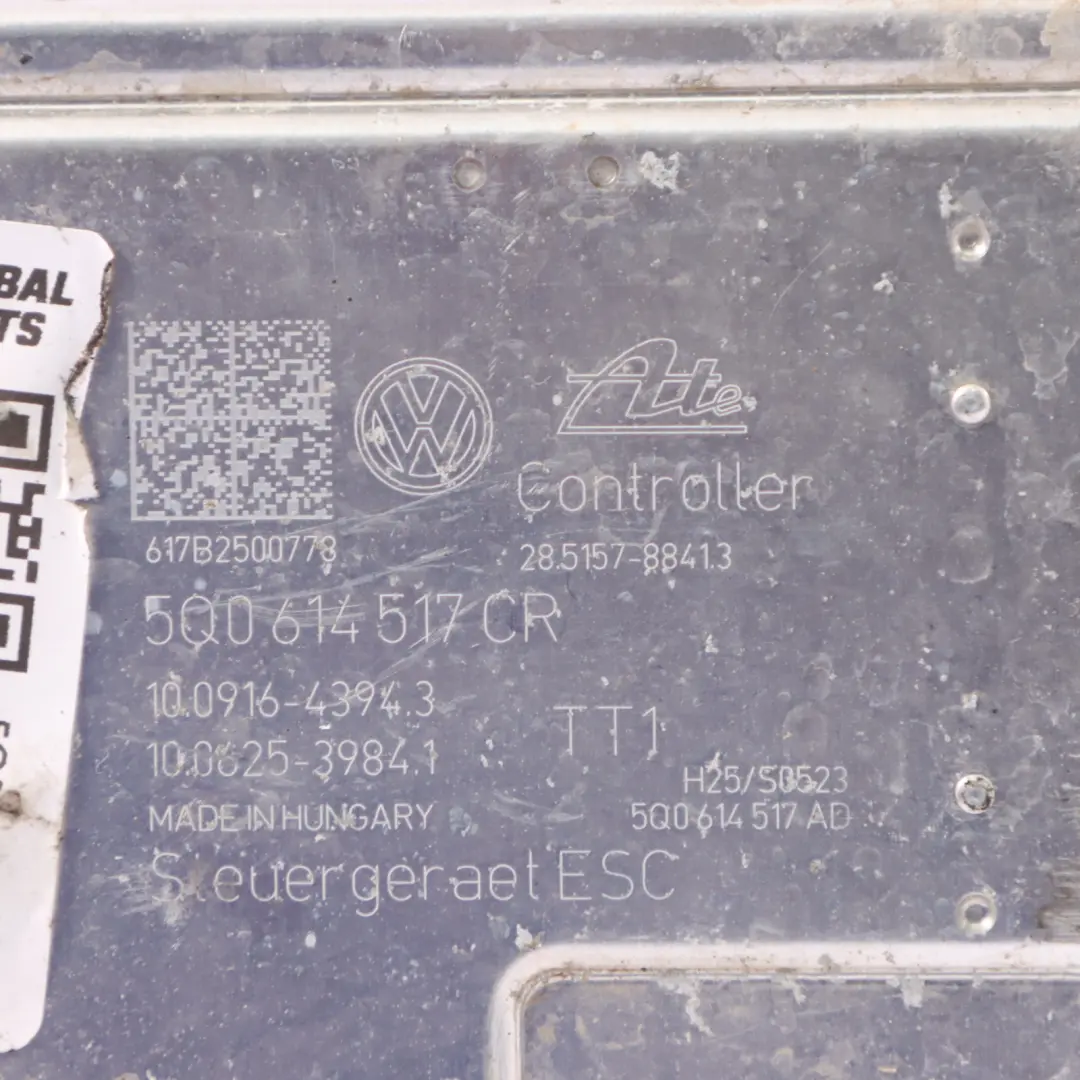 BAL
TS
Ate
Controller
617B2500778
28.5157-8841.3
5Q0 614 517 CR
10.0916-4394.3
10.0625-3984.1
TT1
H25/S0523
MADE IN HUNGARY
5Q0 614 517 AD
Steuergeraet ESC